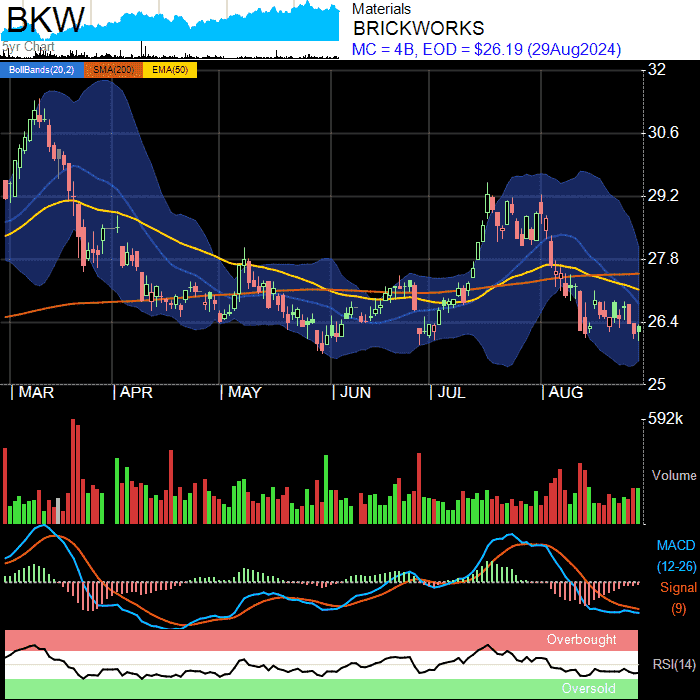 BKW
5yr Chart
Materials
BRICKWORKS
MC = 4B, EOD = $26.19 (29Aug2024)
BollBands(20,2) SMA(200) EMA(50)
32
30.6
29.2
27.8
26.4
25
MAR APR MAY JUN JUL AUG
592k
Volume
MACD
(12-26)
Signal
(9)
Overbought
RSI(14)
Oversold